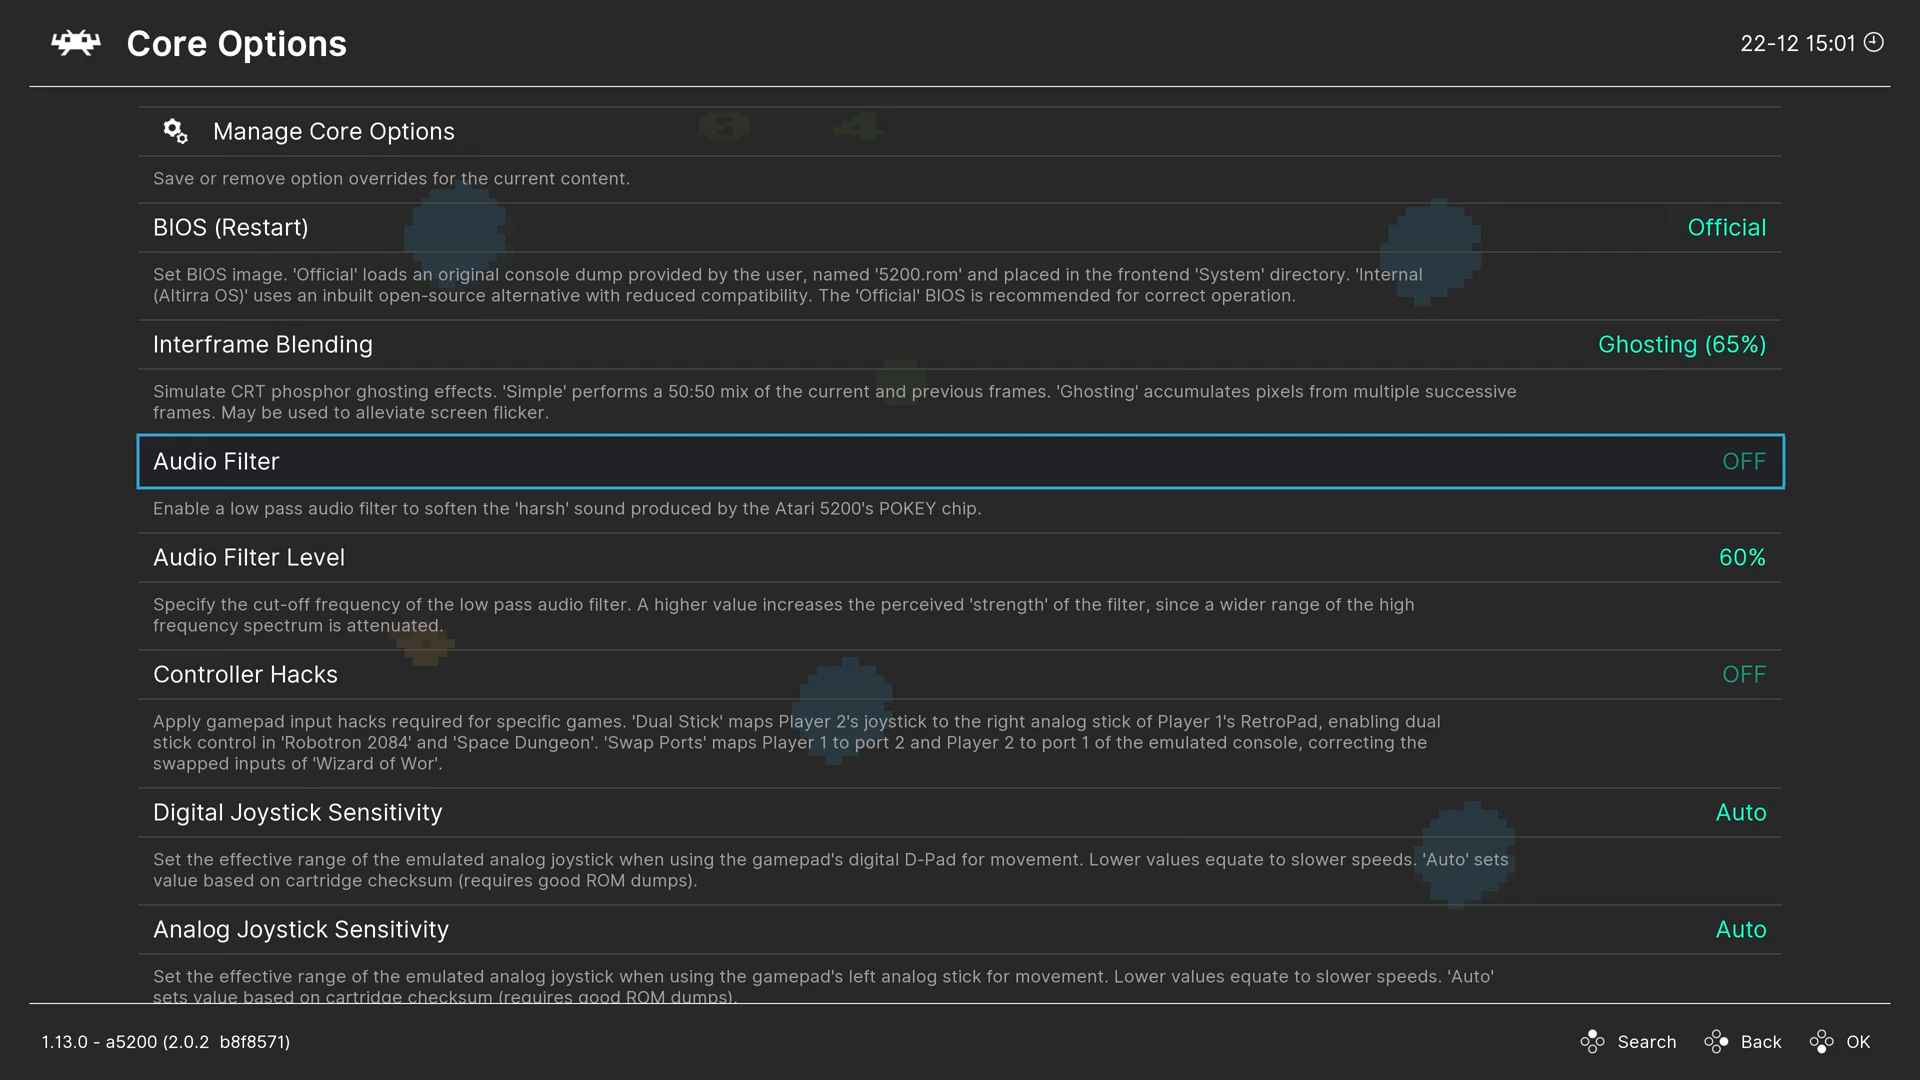 Core Options
22-12 15:01
Manage Core Options
Save or remove option overrides for the current content.
BIOS (Restart)
Official
Set BIOS image. 'Official' loads an original console dump provided by the user, named '5200.rom' and placed in the frontend 'System' directory. 'Internal
(Altirra OS)' uses an inbuilt open-source alternative with reduced compatibility. The 'Official' BIOS is recommended for correct operation.
Interframe Blending
Ghosting (65%)
Simulate CRT phosphor ghosting effects. 'Simple' performs a 50:50 mix of the current and previous frames. 'Ghosting' accumulates pixels from multiple successive
frames. May be used to alleviate screen flicker.
Audio Filter
OFF
Enable a low pass audio filter to soften the 'harsh' sound produced by the Atari 5200's POKEY chip.
Audio Filter Level
60%
Specify the cut-off frequency of the low pass audio filter. A higher value increases the perceived 'strength' of the filter, since a wider range of the high
frequency spectrum is attenuated.
Controller Hacks
OFF
Apply gamepad input hacks required for specific games. 'Dual Stick' maps Player 2's joystick to the right analog stick of Player 1's RetroPad, enabling dual
stick control in 'Robotron 2084' and 'Space Dungeon'. 'Swap Ports' maps Player 1 to port 2 and Player 2 to port 1 of the emulated console, correcting the
swapped inputs of 'Wizard of Wor'.
Digital Joystick Sensitivity
Auto
Set the effective range of the emulated analog joystick when using the gamepad's digital D-Pad for movement. Lower values equate to slower speeds. 'Auto' sets
value based on cartridge checksum (requires good ROM dumps).
Analog Joystick Sensitivity
Auto
Set the effective range of the emulated analog joystick when using the gamepad's left analog stick for movement. Lower values equate to slower speeds. 'Auto'
sets value based on cartridge checksum (requires good ROM dumps).
1.13.0 - a5200 (2.0.2 b8f8571)
Search
Back
OK